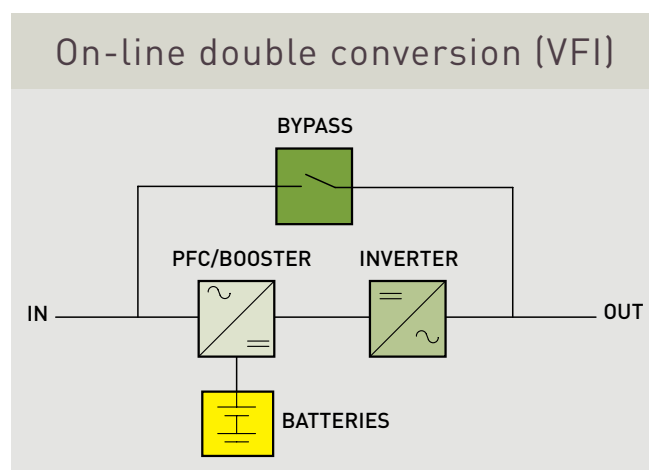 On-line double conversion (VFI)
BYPASS
PFC/BOOSTER
INVERTER
IN
OUT
BATTERIES